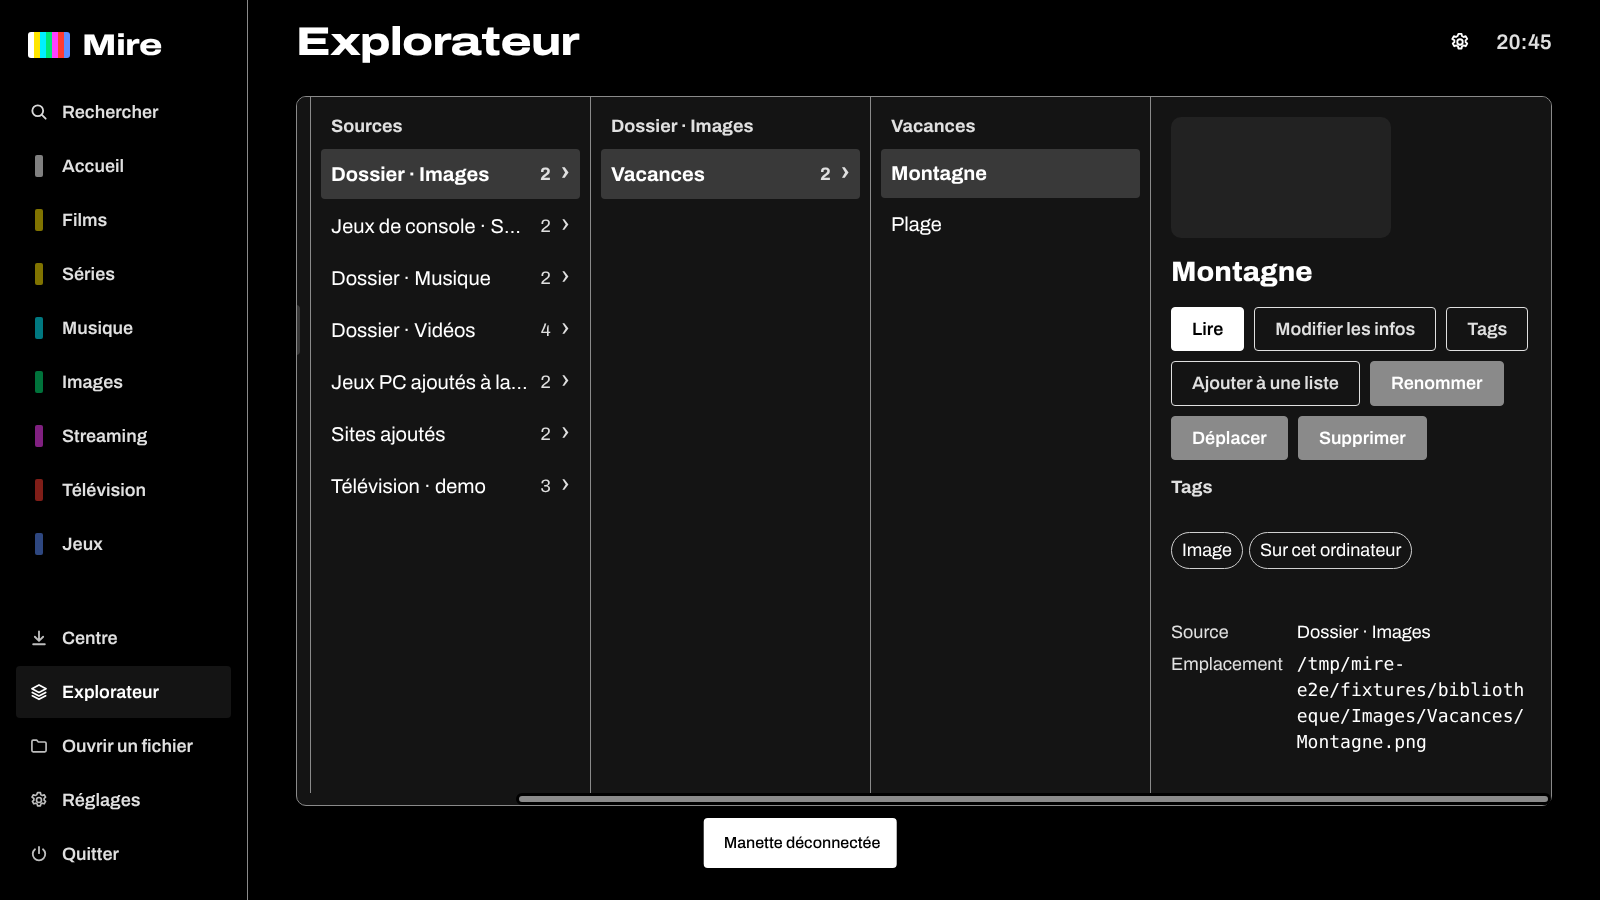 Mire
Rechercher
Accueil
Films
Séries
Musique
Images
Streaming
Télévision
Jeux
Centre
Explorateur
Ouvrir un fichier
Réglages
Quitter
Explorateur
20:45
Sources
Dossier · Images 2
Jeux de console · S... 2
Dossier · Musique 2
Dossier · Vidéos 4
Jeux PC ajoutés à la... 2
Sites ajoutés 2
Télévision · demo 3
Dossier · Images
Vacances 2
Vacances
Montagne
Plage
Montagne
Lire Modifier les infos Tags
Ajouter à une liste Renommer
Déplacer Supprimer
Tags
Image Sur cet ordinateur
Source Dossier · Images
Emplacement /tmp/mire-
e2e/fixtures/biblioth
eque/Images/Vacances/
Montagne.png
Manette déconnectée